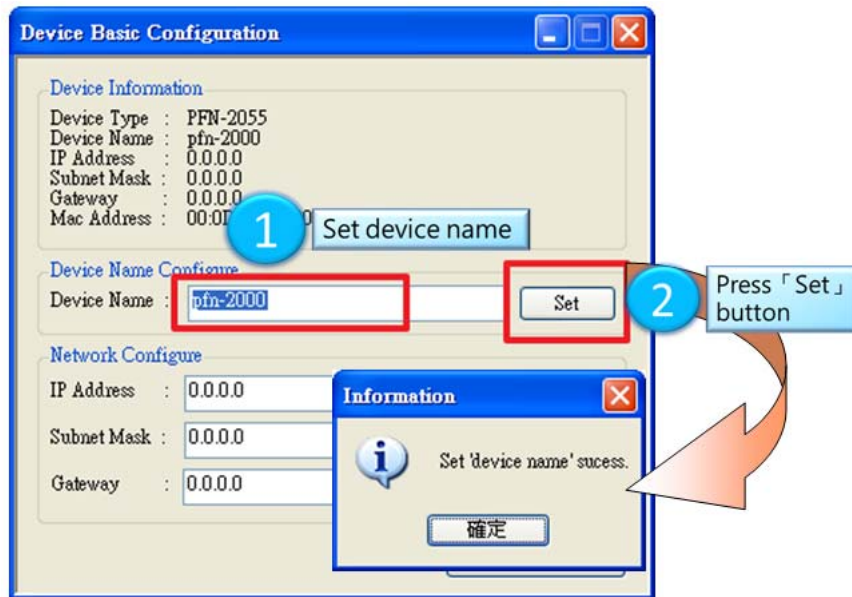 Device Basic Configuration
Device Information
Device Type : PFN-2055
Device Name : pfn-2000
IP Address : 0.0.0.0
Subnet Mask : 0.0.0.0
Gateway : 0.0.0.0
Mac Address : 00:0
1 Set device name
Device Name Configure
Device Name : pfn-2000 Set
2 Press「Set」
button
Network Configure
IP Address : 0.0.0.0
Subnet Mask : 0.0.0.0
Gateway : 0.0.0.0
Information
Set 'device name' sucess.
確定